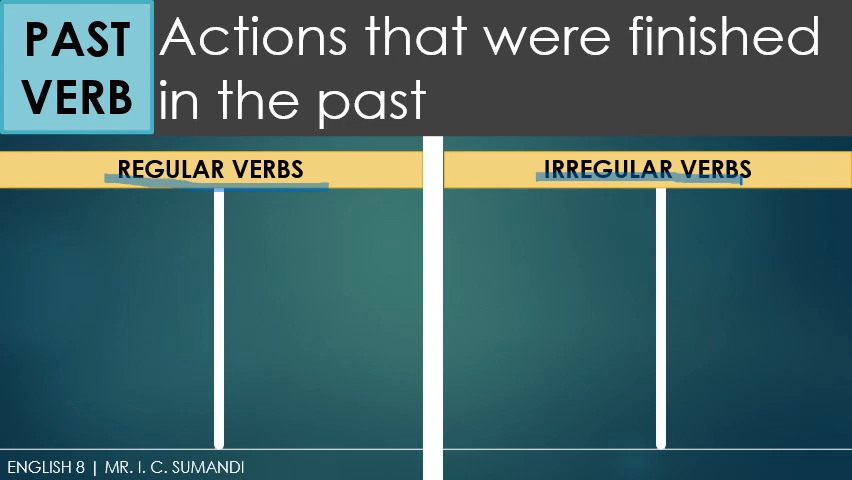 PAST
VERB
Actions that were finished
in the past
REGULAR VERBS
IRREGULAR VERBS
ENGLISH 8 | MR. I. C. SUMANDI